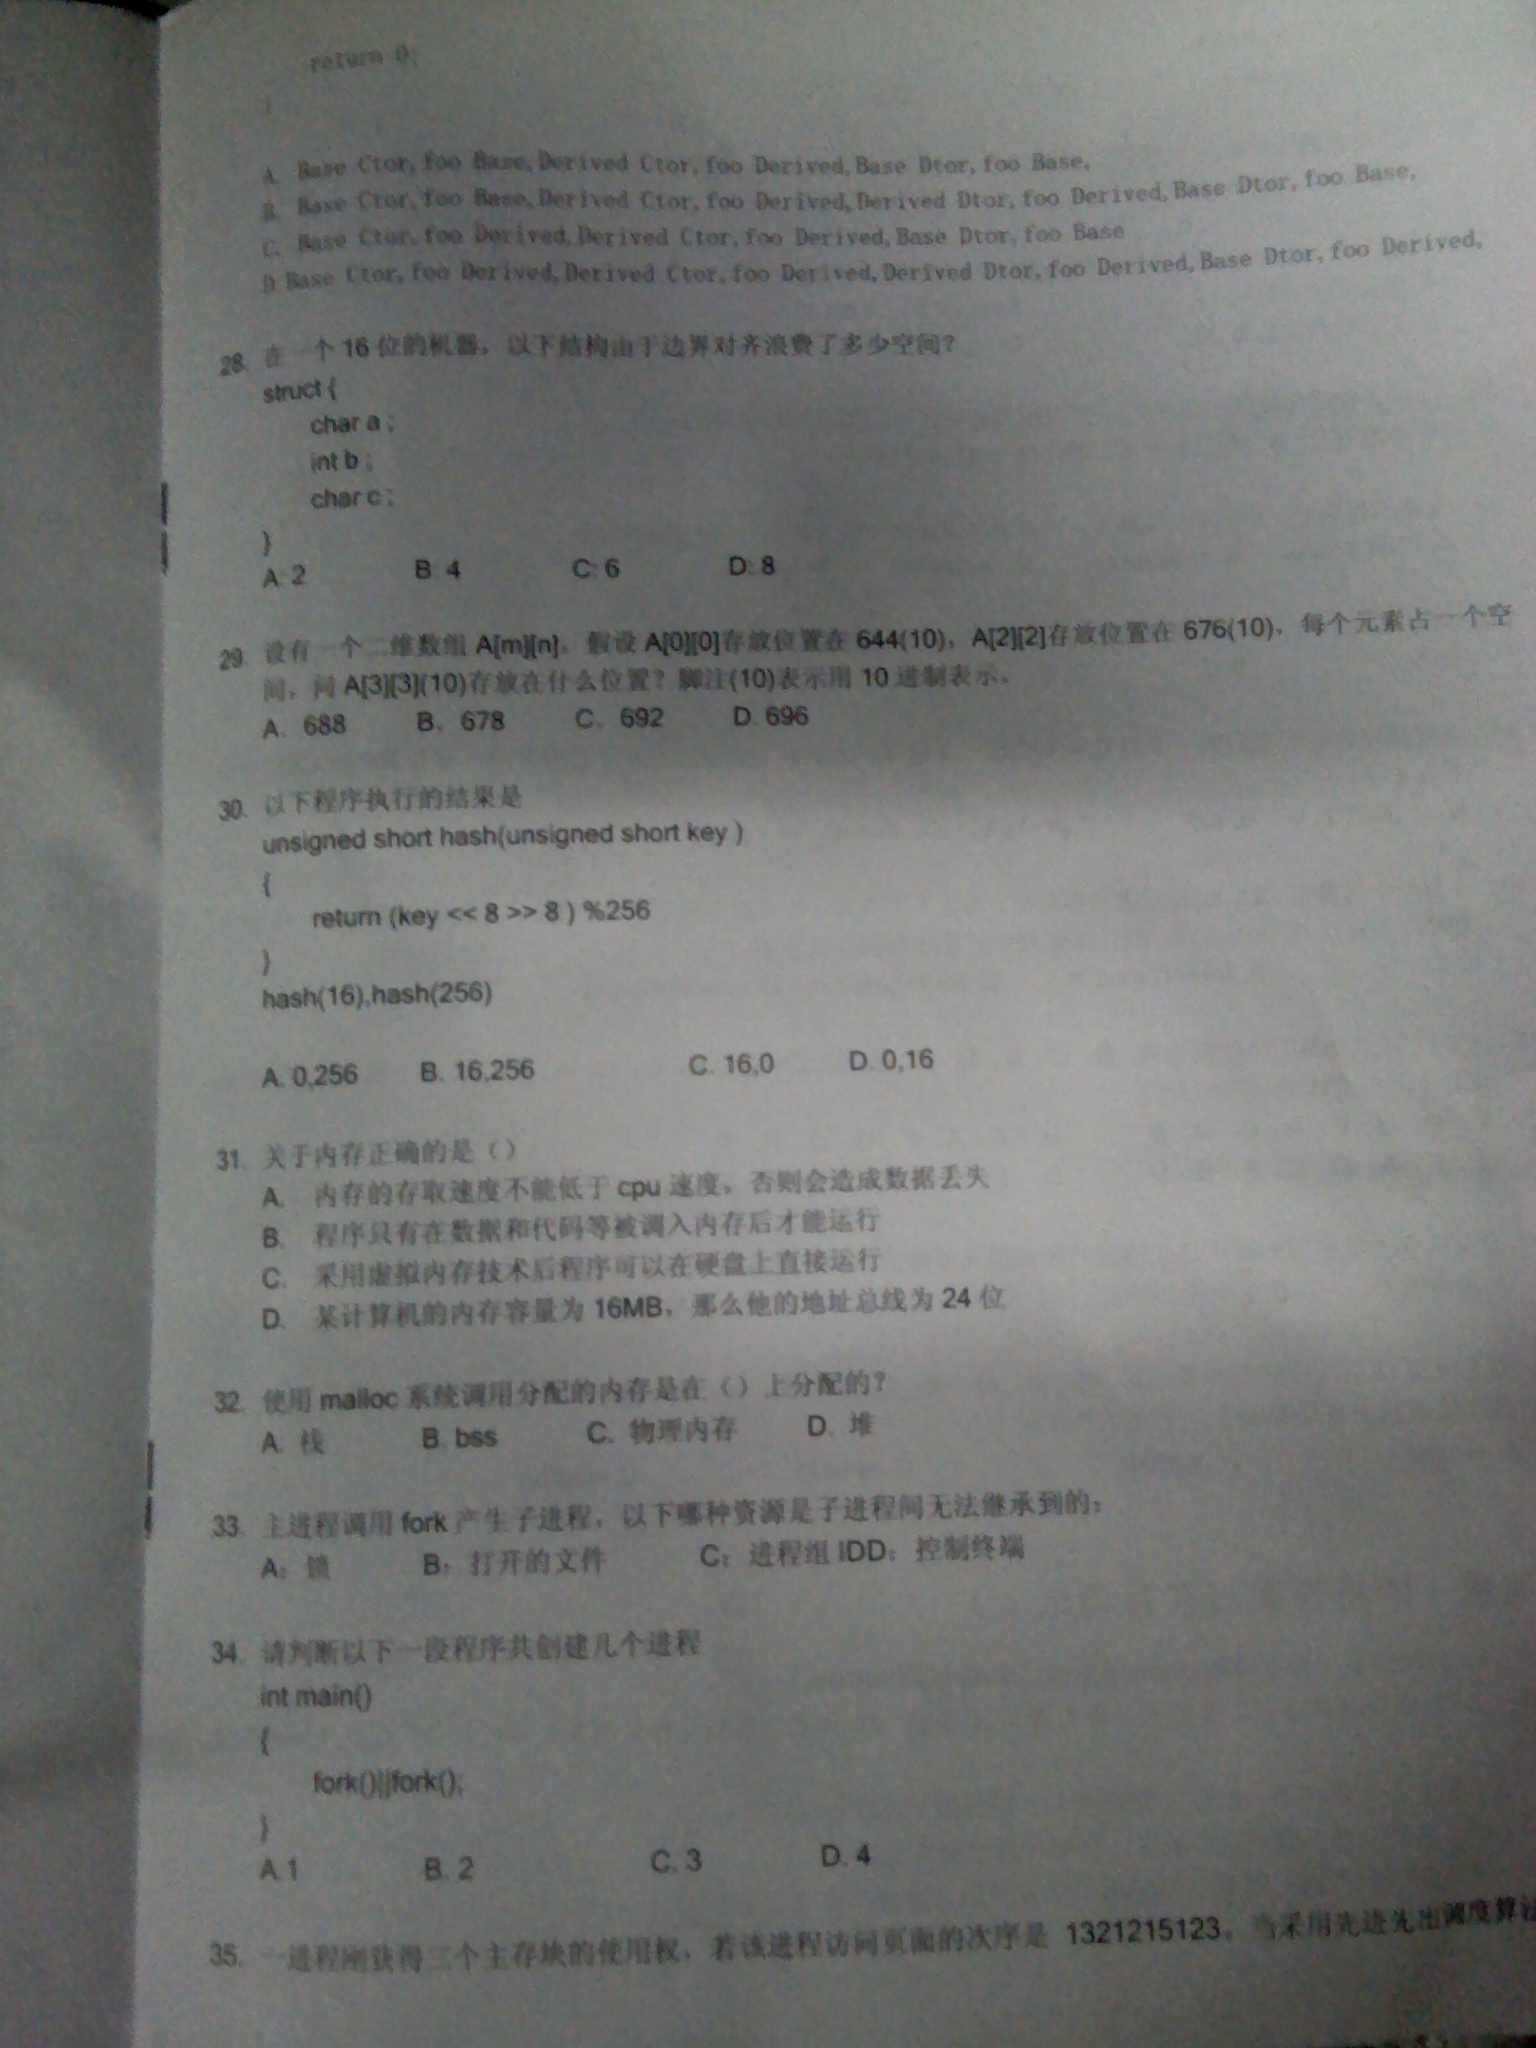 return 0;
}
A. Base Ctor, foo Base, Derived Ctor, foo Derived, Base Dtor, foo Base,
B. Base Ctor, foo Base, Derived Ctor, foo Derived, Derived Dtor, foo Derived, Base Dtor, foo Base,
C. Base Ctor, foo Derived, Derived Ctor, foo Derived, Base Dtor, foo Base
D. Base Ctor, foo Derived, Derived Ctor, foo Derived, Derived Dtor, foo Derived, Base Dtor, foo Derived,
28. 在一个 16 位的机器，以下结构由于边界对齐浪费了多少空间？
struct {
char a ;
int b ;
char c ;
}
A: 2 B: 4 C: 6 D: 8
29. 设有一个二维数组 A[m][n]，假设 A[0][0]存放位置在 644(10)，A[2][2]存放位置在 676(10)，每个元素占一个空
间，问 A[3][3](10)存放在什么位置？脚注(10)表示用 10 进制表示。
A. 688 B. 678 C. 692 D. 696
30. 以下程序执行的结果是
unsigned short hash(unsigned short key )
{
return (key << 8 >> 8 ) %256
}
hash(16),hash(256)
A. 0,256 B. 16,256 C. 16,0 D. 0,16
31. 关于内存正确的是（）
A. 内存的存取速度不能低于 cpu 速度，否则会造成数据丢失
B. 程序只有在数据和代码等被调入内存后才能运行
C. 采用虚拟内存技术后程序可以在硬盘上直接运行
D. 某计算机的内存容量为 16MB，那么他的地址总线为 24 位
32. 使用 malloc 系统调用分配的内存是在（）上分配的？
A. 栈 B. bss C. 物理内存 D. 堆
33. 主进程调用 fork 产生子进程，以下哪种资源是子进程间无法继承到的：
A：锁 B：打开的文件 C：进程组 IDD：控制终端
34. 请判断以下一段程序共创建几个进程
int main()
{
fork()||fork();
}
A.1 B. 2 C. 3 D. 4
35. 一进程刚获得三个主存块的使用权，若该进程访问页面的次序是 1321215123。当采用先进先出调度算法